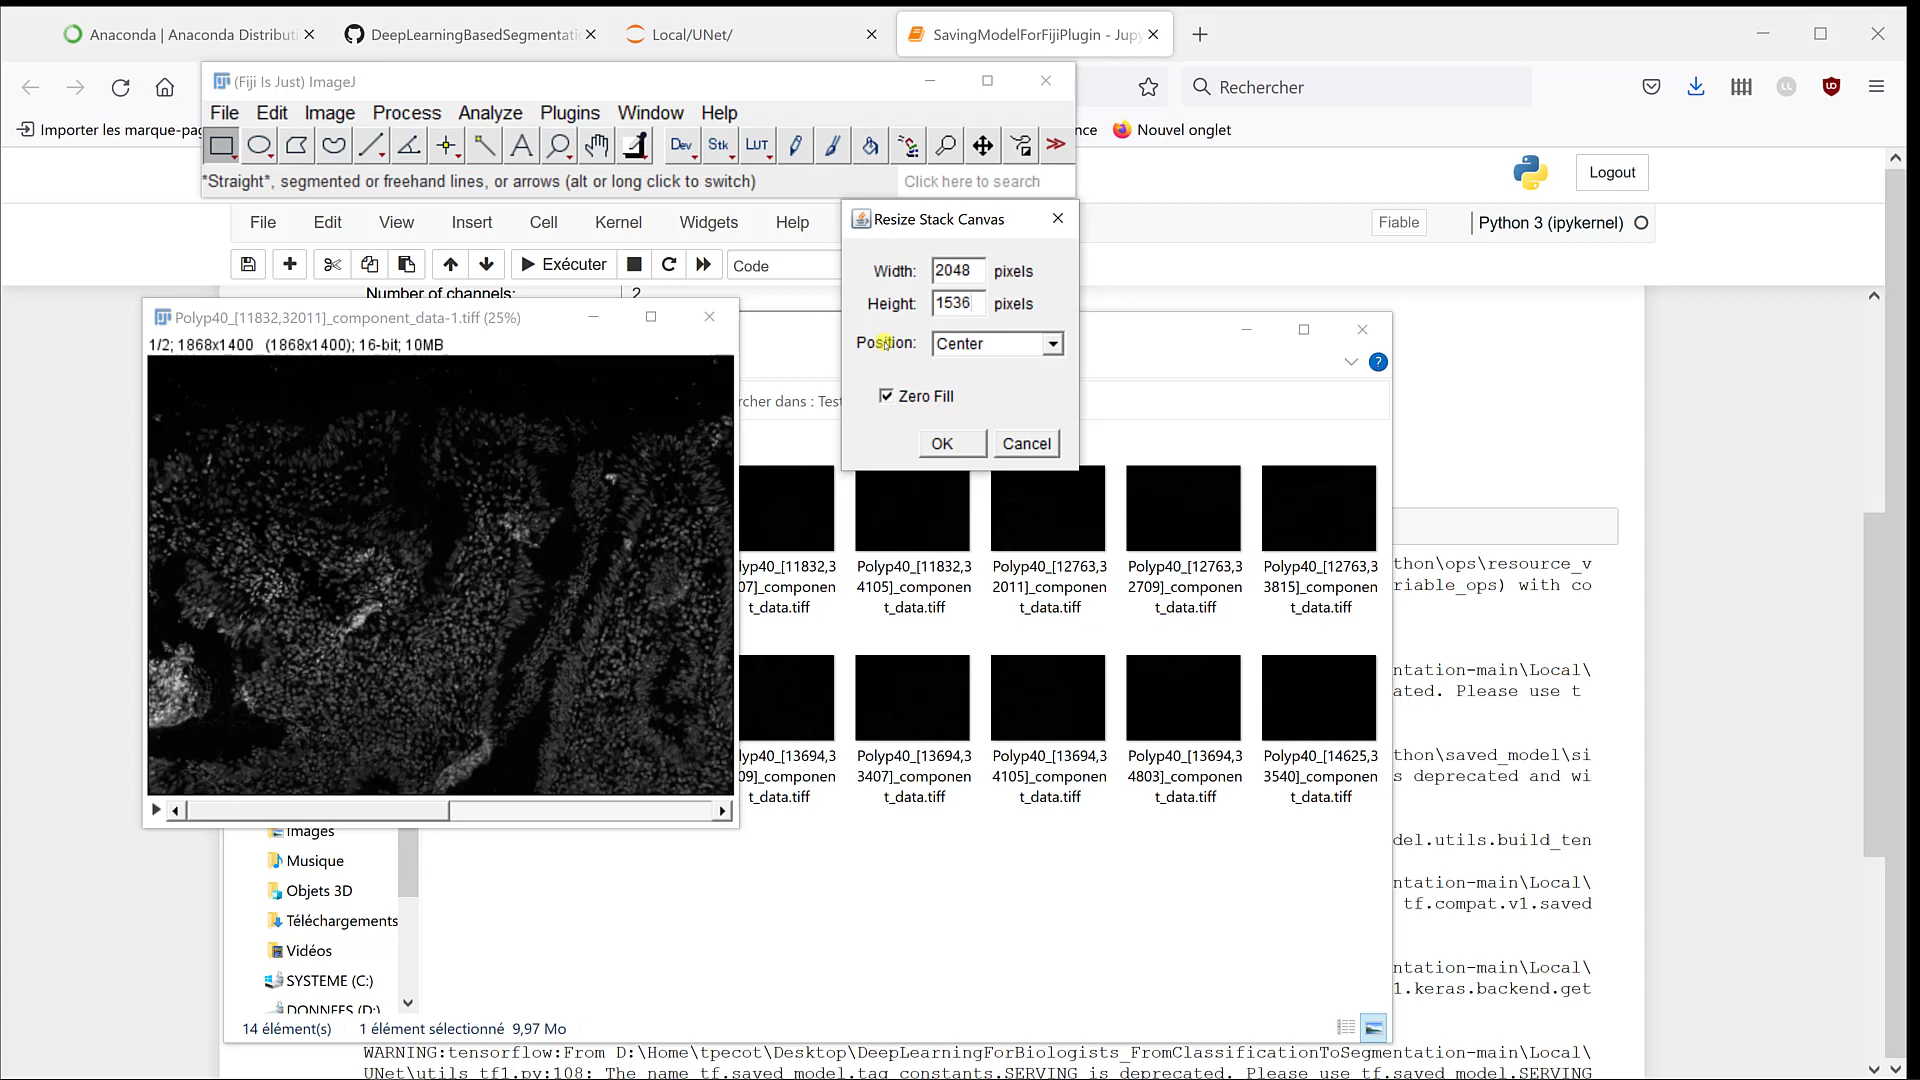 Anaconda | Anaconda Distributi
DeepLearningBasedSegmentati
Local/UNet/
SavingModelForFijiPlugin - Jupy
Rechercher
Importer les marque-pag
nce
Nouvel onglet
(Fiji Is Just) ImageJ
File Edit Image Process Analyze Plugins Window Help
Dev Stk LUT
*Straight*, segmented or freehand lines, or arrows (alt or long click to switch)
Click here to search
Logout
File Edit View Insert Cell Kernel Widgets Help
Fiable
Python 3 (ipykernel)
Exécuter
Code
Number of channels: 2
Resize Stack Canvas
Width: 2048 pixels
Height: 1536 pixels
Position: Center
Zero Fill
OK Cancel
Polyp40_[11832,32011]_component_data-1.tiff (25%)
1/2; 1868x1400 (1868x1400); 16-bit; 10MB
rcher dans : Test
lyp40_[11832,3
07]_componen
t_data.tiff
Polyp40_[11832,3
4105]_componen
t_data.tiff
Polyp40_[12763,3
2011]_componen
t_data.tiff
Polyp40_[12763,3
2709]_componen
t_data.tiff
Polyp40_[12763,3
3815]_componen
t_data.tiff
lyp40_[13694,3
09]_componen
t_data.tiff
Polyp40_[13694,3
3407]_componen
t_data.tiff
Polyp40_[13694,3
4105]_componen
t_data.tiff
Polyp40_[13694,3
4803]_componen
t_data.tiff
Polyp40_[14625,3
3540]_componen
t_data.tiff
thon\ops\resource_v
riable_ops) with co
ntation-main\Local\
ated. Please use t
thon\saved_model\si
s deprecated and wi
del.utils.build_ten
ntation-main\Local\
tf.compat.v1.saved
ntation-main\Local\
1.keras.backend.get
Images
Musique
Objets 3D
Téléchargements
Vidéos
SYSTEME (C:)
DONNEES (D:)
14 élément(s) 1 élément sélectionné 9,97 Mo
WARNING:tensorflow:From D:\Home\tpecot\Desktop\DeepLearningForBiologists_FromClassificationToSegmentation-main\Local\
UNet\utils_tf1.py:108: The name tf.saved_model.tag_constants.SERVING is deprecated. Please use tf.saved_model.SERVING